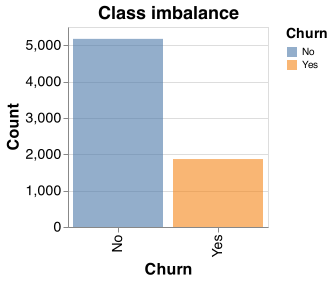 Class imbalance
Churn
No
Yes
5,000
4,000
3,000
2,000
1,000
0
Count
No
Yes
Churn